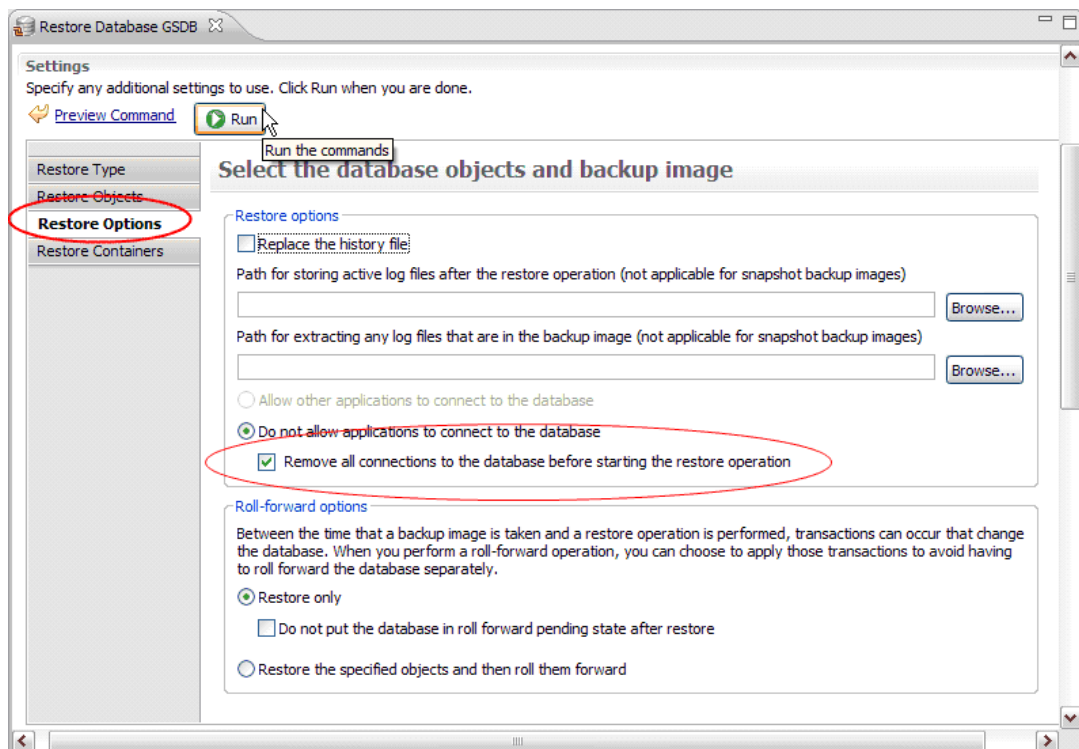 Restore Database GSDB
Settings
Specify any additional settings to use. Click Run when you are done.
Preview Command
Run
Run the commands
Restore Type
Restore Objects
Restore Options
Restore Containers
Select the database objects and backup image
Restore options
Replace the history file
Path for storing active log files after the restore operation (not applicable for snapshot backup images)
Browse...
Path for extracting any log files that are in the backup image (not applicable for snapshot backup images)
Browse...
Allow other applications to connect to the database
Do not allow applications to connect to the database
Remove all connections to the database before starting the restore operation
Roll-forward options
Between the time that a backup image is taken and a restore operation is performed, transactions can occur that change
the database. When you perform a roll-forward operation, you can choose to apply those transactions to avoid having
to roll forward the database separately.
Restore only
Do not put the database in roll forward pending state after restore
Restore the specified objects and then roll them forward